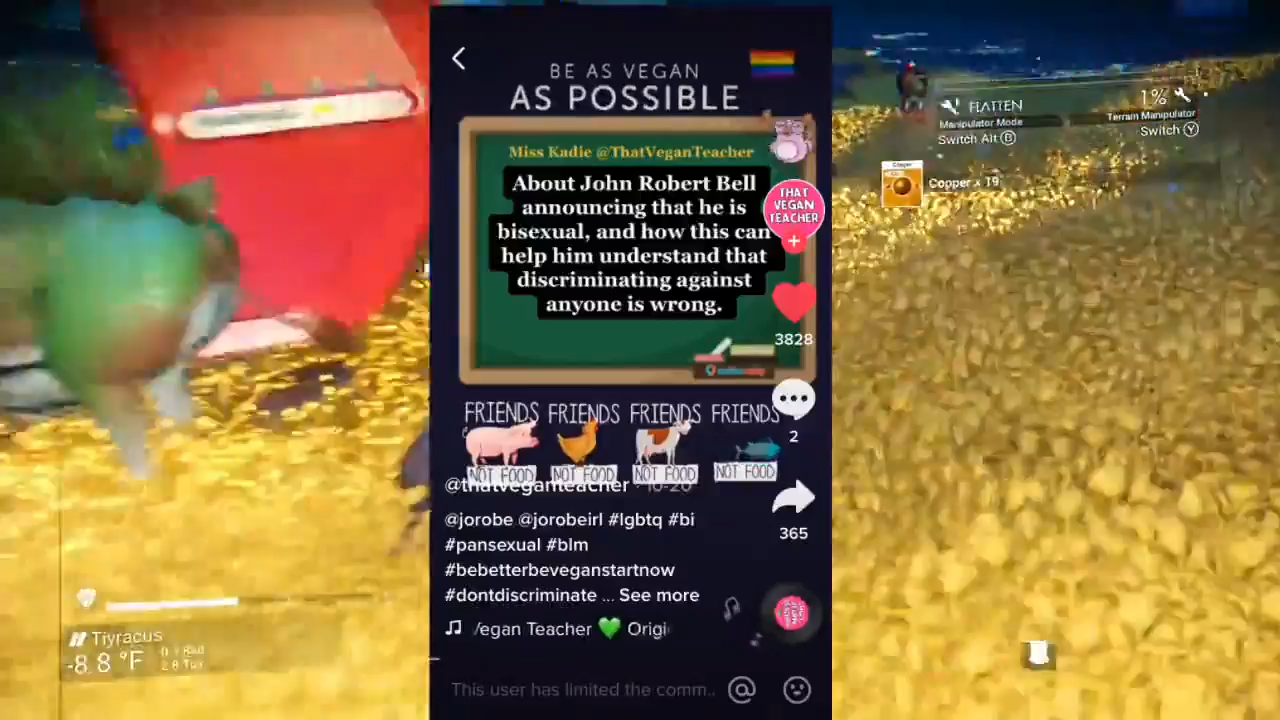 BE AS VEGAN
AS POSSIBLE
Miss Kadie @ThatVeganTeacher
About John Robert Bell
announcing that he is
bisexual, and how this can
help him understand that
discriminating against
anyone is wrong.
THAT
VEGAN
TEACHER
3828
2
365
FRIENDS FRIENDS FRIENDS FRIENDS
NOT FOOD NOT FOOD NOT FOOD NOT FOOD
@thatveganteacher · 10-20
@jorobe @jorobeirl #lgbtq #bi
#pansexual #blm
#bebetterbeveganstartnow
#dontdiscriminate ... See more
Vegan Teacher 💚 Origi
This user has limited the comm..
FLATTEN
Manipulator Mode
Switch Alt B
1%
Terrain Manipulator
Switch Y
Copper x 19
Tiyracus
-8.8 °F